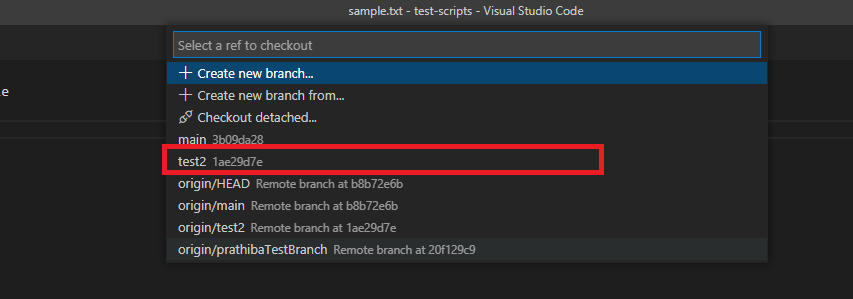 sample.txt - test-scripts - Visual Studio Code
Select a ref to checkout
+ Create new branch...
e
+ Create new branch from...
Checkout detached...
main 3b09da28
test2 1ae29d7e
origin/HEAD Remote branch at b8b72e6b
origin/main Remote branch at b8b72e6b
origin/test2 Remote branch at 1ae29d7e
origin/prathibaTestBranch Remote branch at 20f129c9